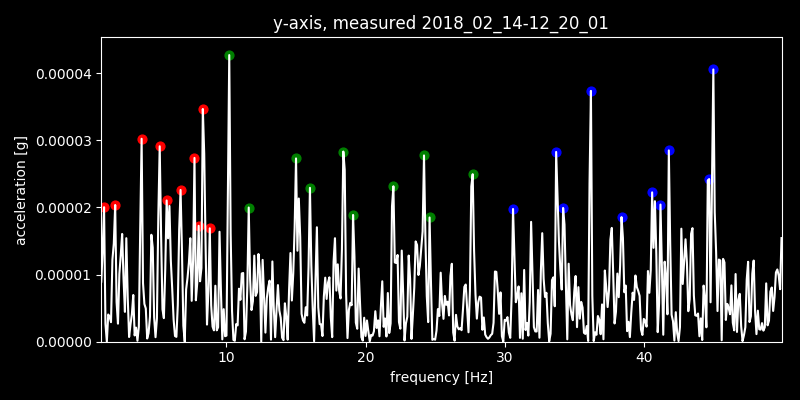 y-axis, measured 2018_02_14-12_20_01
acceleration [g]
0.00004
0.00003
0.00002
0.00001
0.00000
10 20 30 40
frequency [Hz]